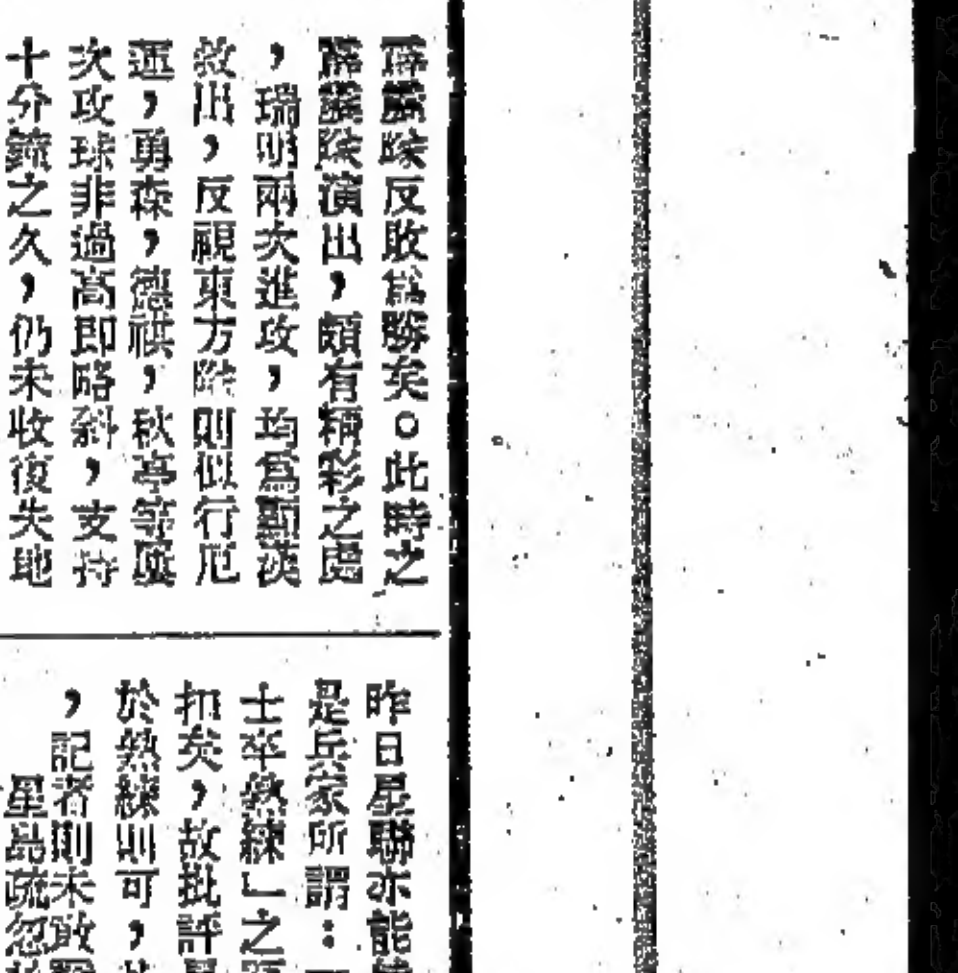 霹靂隊反敗爲勝矣。此時之
霹靂隊演出,頗有精彩之處
,瑞明兩次進攻,均爲顯漢
救出,反視東方隊則似行厄
運,勇森,德祺,秋亭等屢
次攻球非過高即略斜,支持
十分鐘之久,仍未收復失地
昨日星聯亦能
是兵家所謂:
士卒熟練」之
扣矣,故批評
於熟練則可,
,記者則未敢
星島疏忽